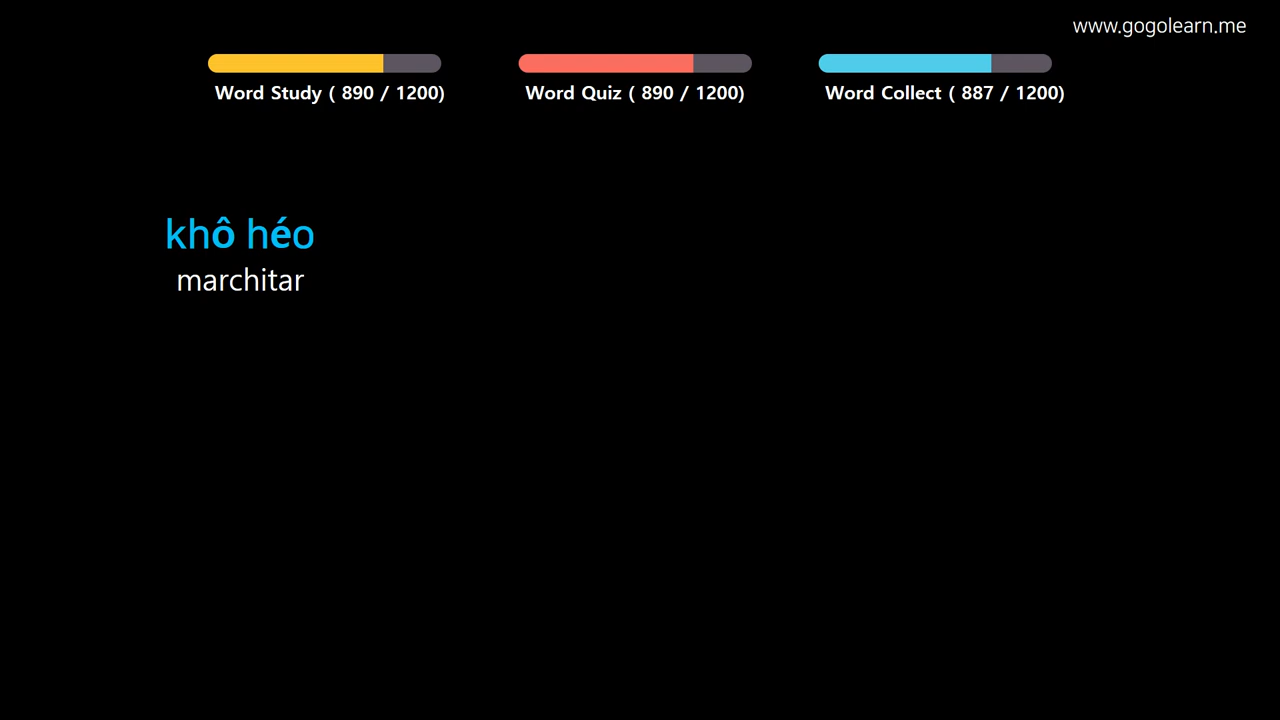 www.gogolearn.me
Word Study ( 890 / 1200)
Word Quiz ( 890 / 1200)
Word Collect ( 887 / 1200)
khô héo
marchitar